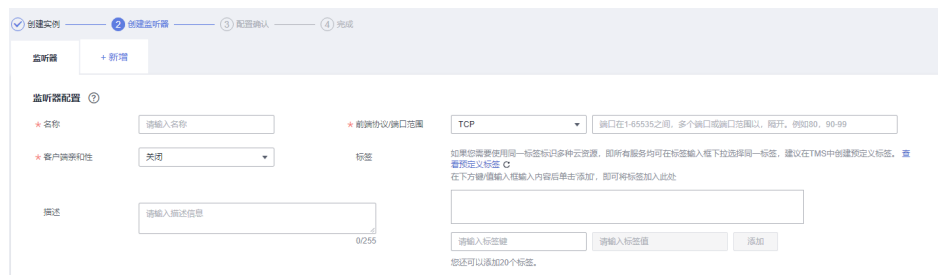 创建实例 2 创建监听器 3 配置确认 4 完成
监听器 + 新增
监听器配置 ?
* 名称 请输入名称 * 前端协议/端口范围 TCP 端口在1-65535之间，多个端口或端口范围以，隔开。例如80，90-99
* 客户端亲和性 关闭 标签 如果您需要使用同一标签标识多种云资源，即所有服务均可在标签输入框下拉选择同一标签，建议在TMS中创建预定义标签。 查
看预定义标签
在下方键/值输入框输入内容后单击'添加'，即可将标签加入此处
描述 请输入描述信息
0/255
请输入标签键 请输入标签值 添加
您还可以添加20个标签。